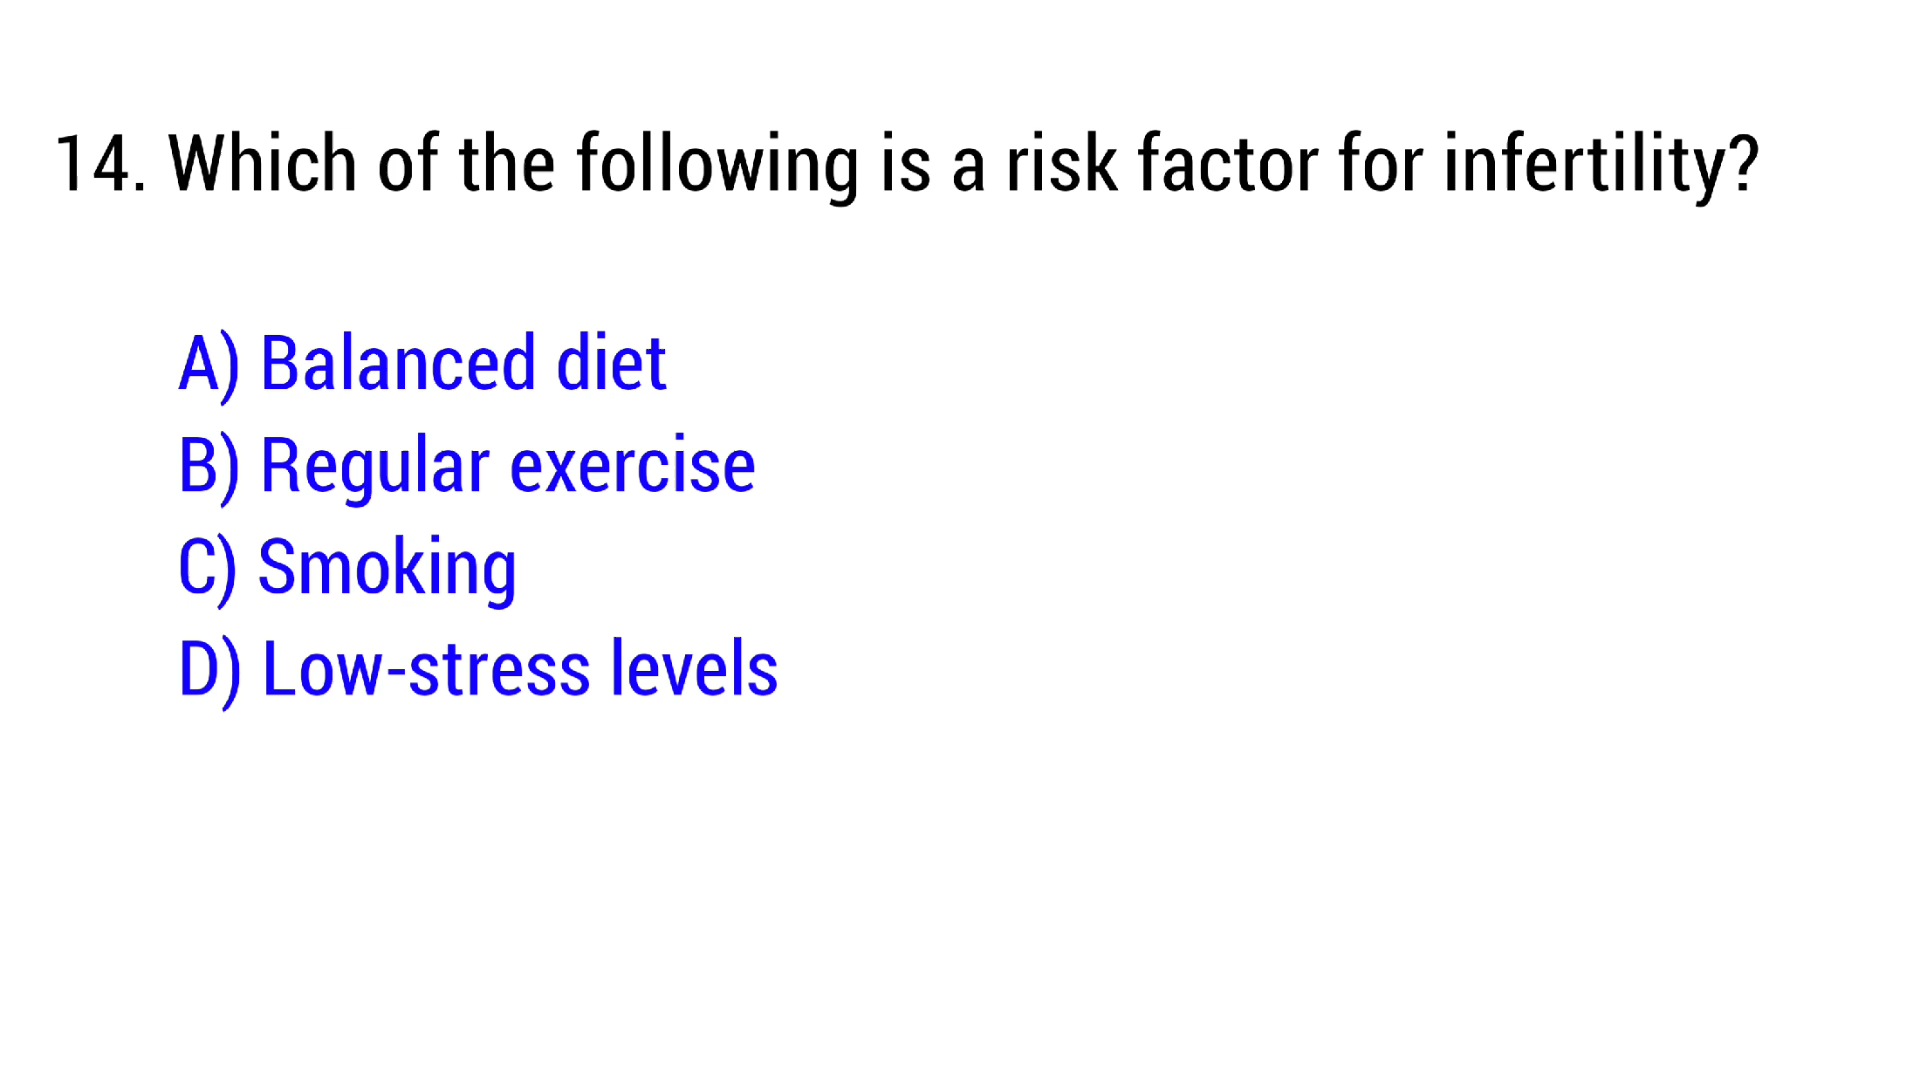 14. Which of the following is a risk factor for infertility?
A) Balanced diet
B) Regular exercise
C) Smoking
D) Low-stress levels